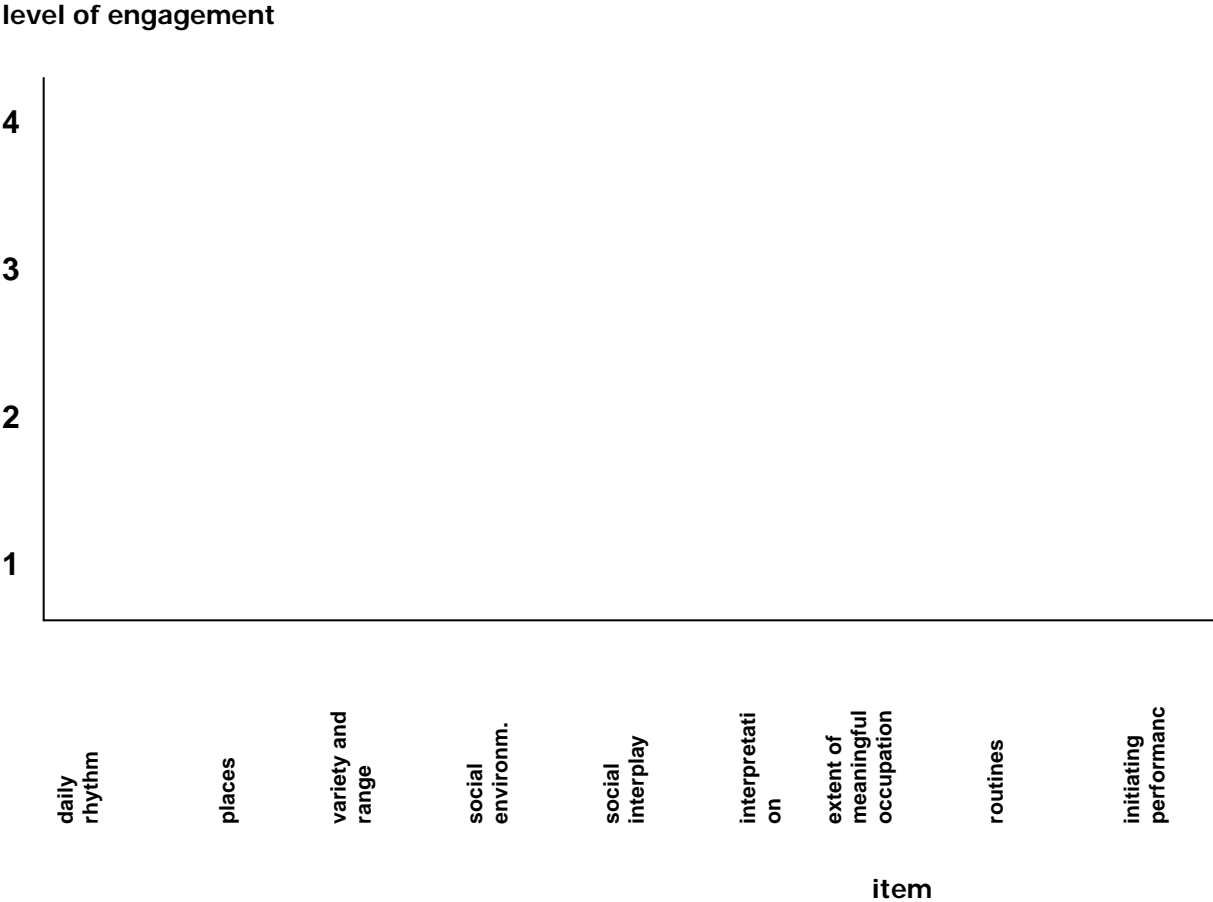 level of engagement
4
3
2
1
daily
rhythm
places
variety and
range
social
environm.
social
interplay
interpretati
on
extent of
meaningful
occupation
routines
initiating
performanc
item